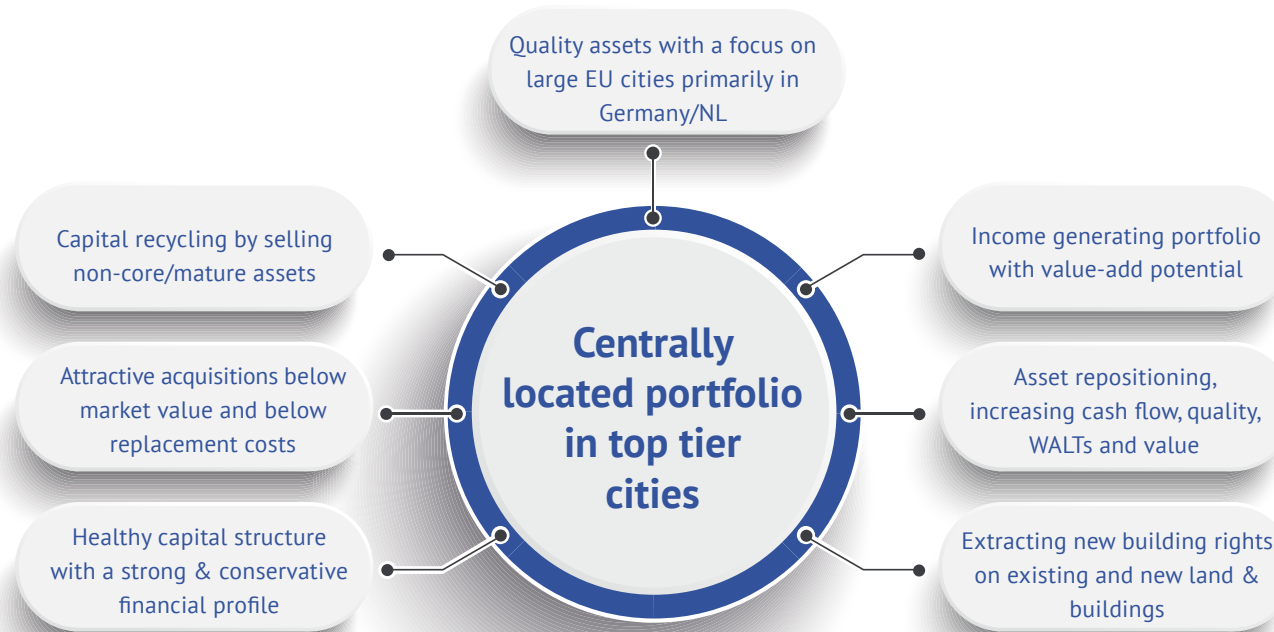 Quality assets with a focus on
large EU cities primarily in
Germany/NL
Capital recycling by selling
non-core/mature assets
Income generating portfolio
with value-add potential
Attractive acquisitions below
market value and below
replacement costs
Centrally
located portfolio
in top tier
cities
Asset repositioning,
increasing cash flow, quality,
WALTs and value
Healthy capital structure
with a strong & conservative
financial profile
Extracting new building rights
on existing and new land &
buildings